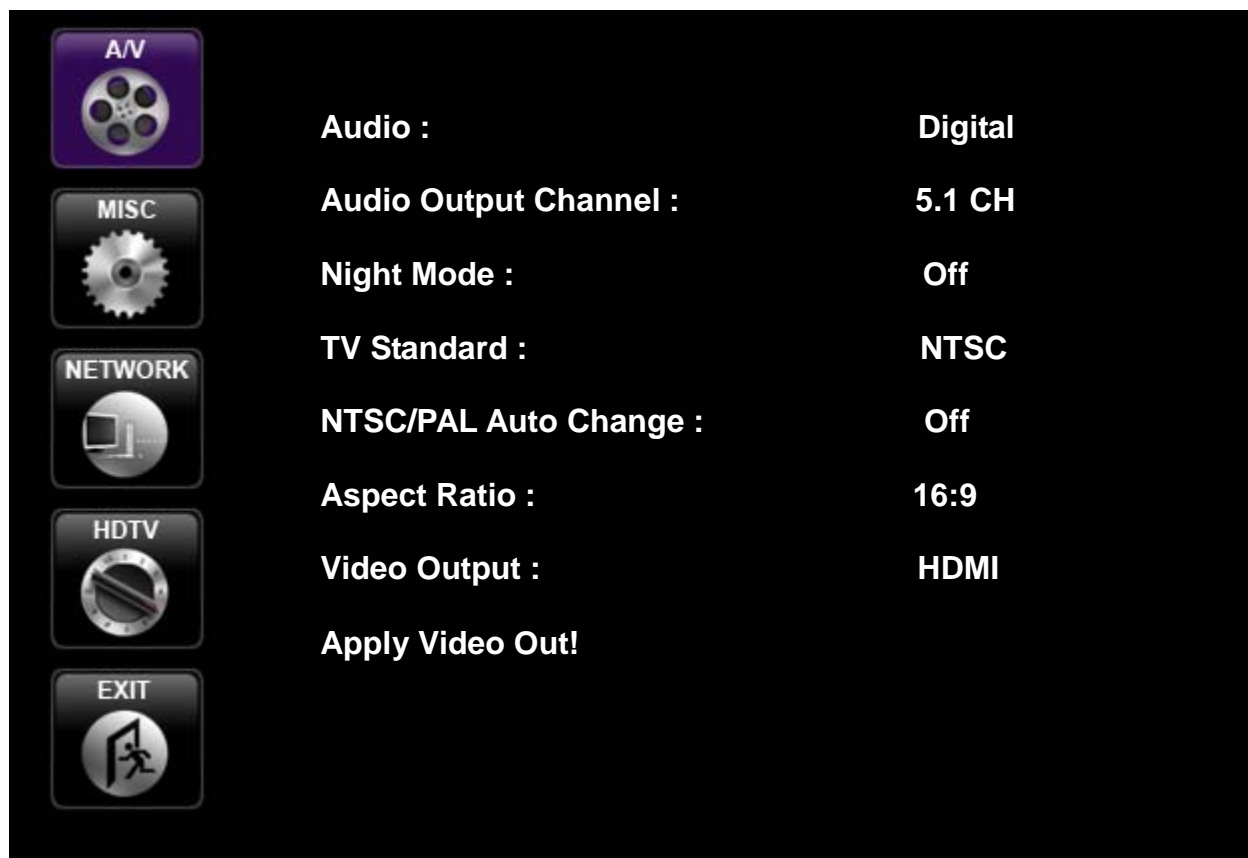 A/V
MISC
NETWORK
HDTV
EXIT
Audio : Digital
Audio Output Channel : 5.1 CH
Night Mode : Off
TV Standard : NTSC
NTSC/PAL Auto Change : Off
Aspect Ratio : 16:9
Video Output : HDMI
Apply Video Out!